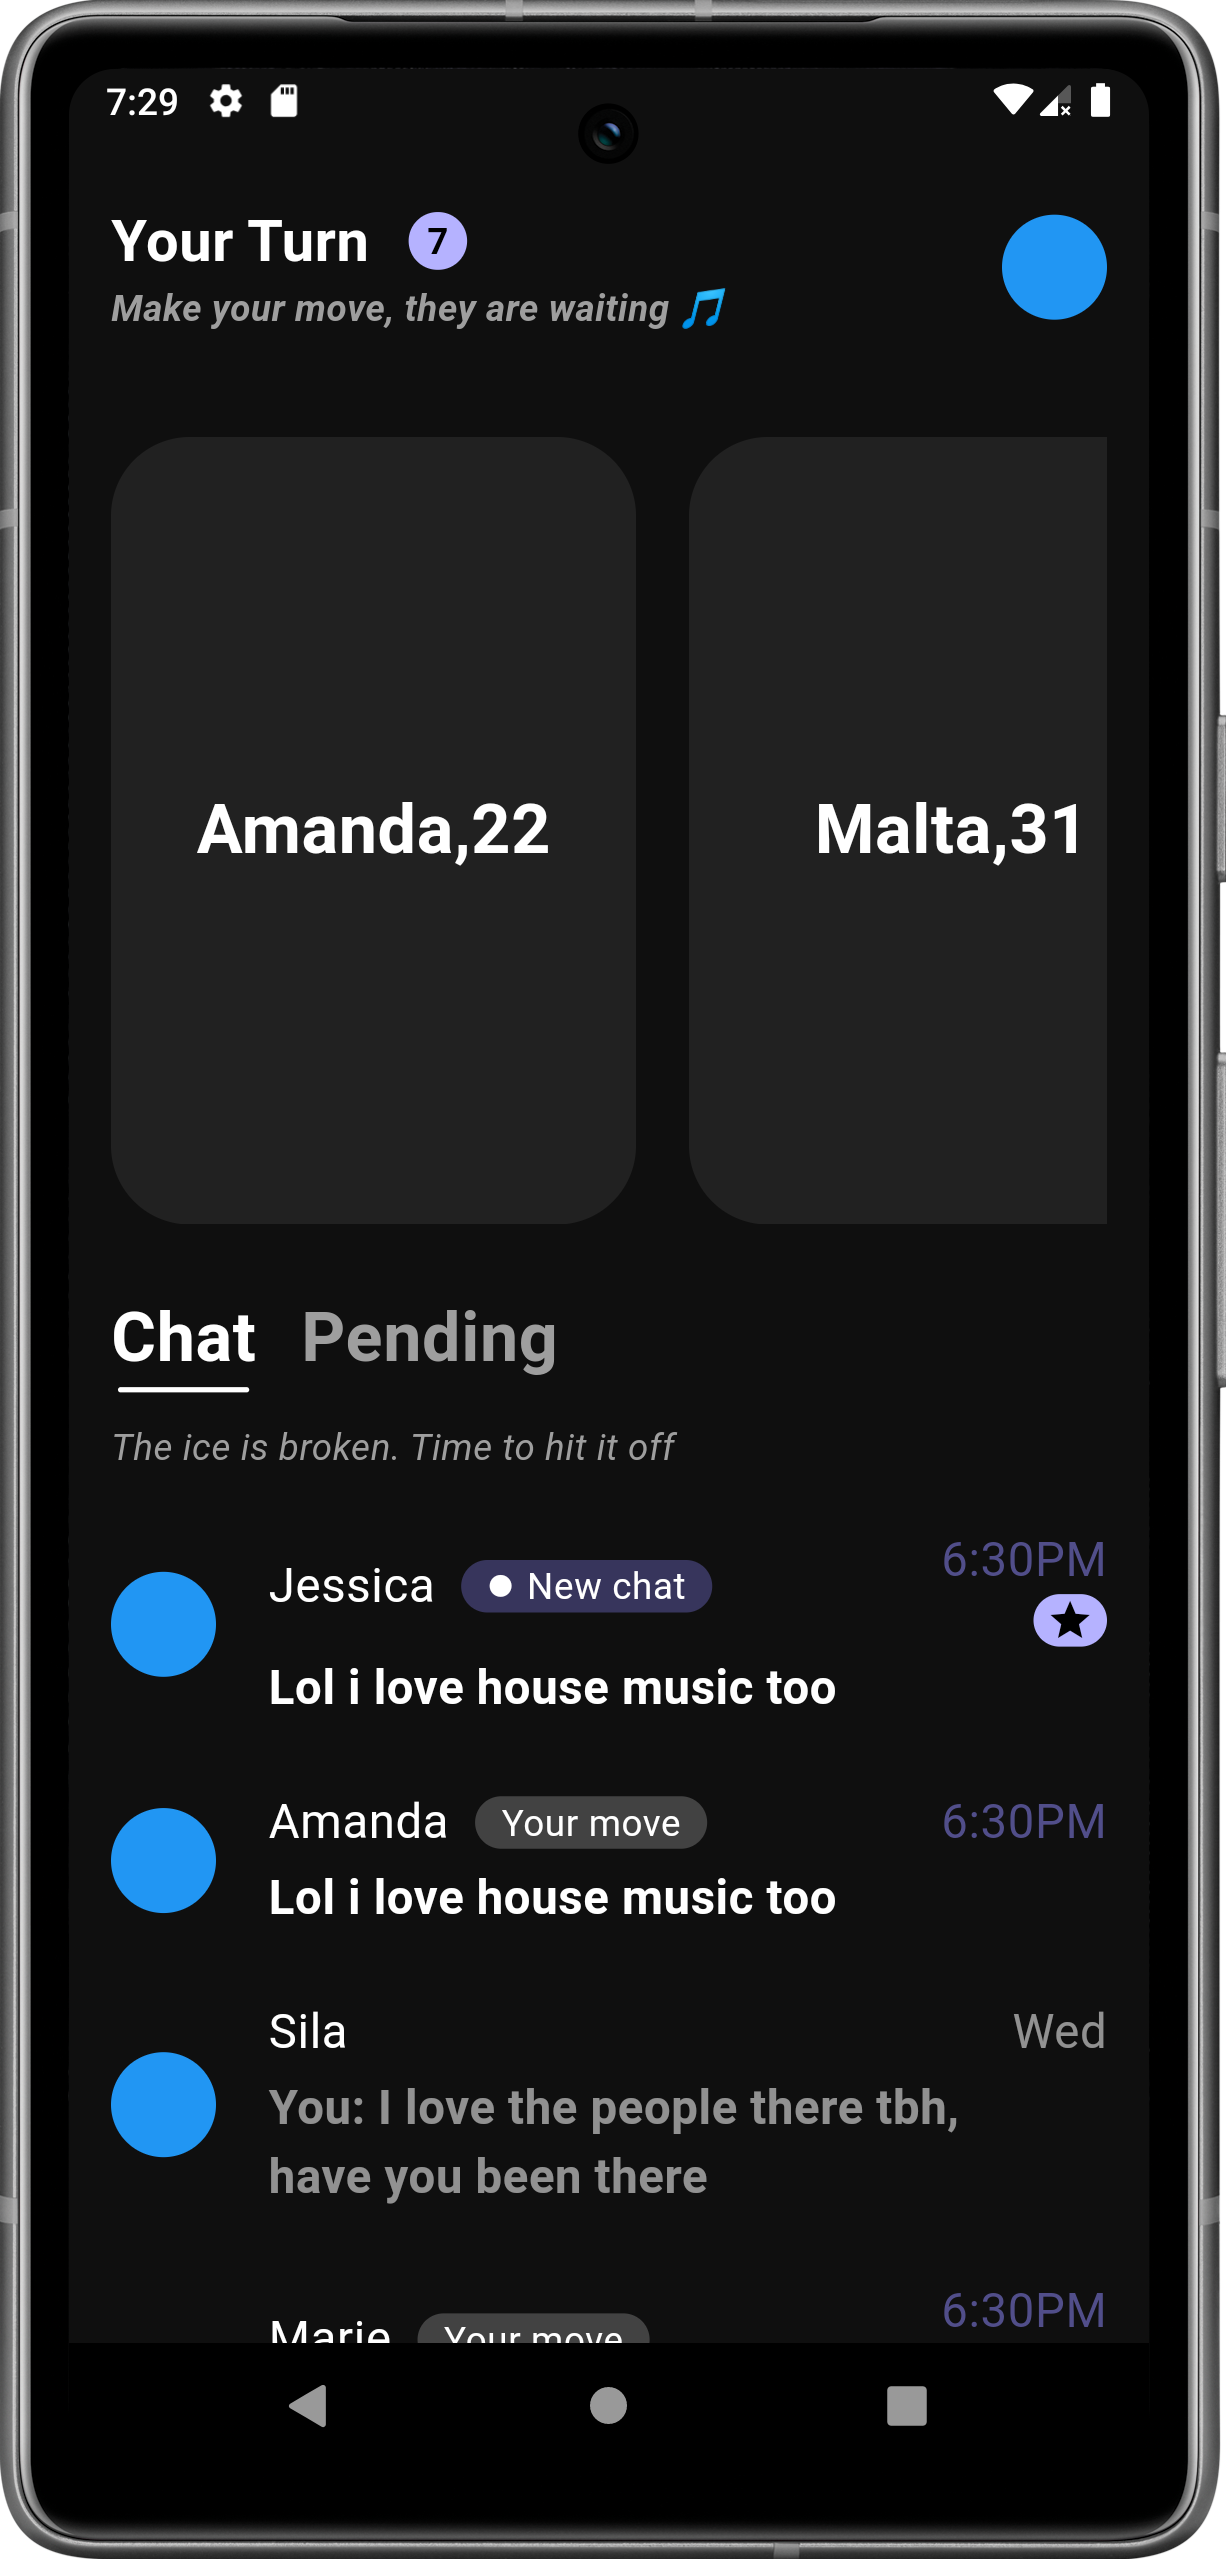 7:29
Your Turn 7
Make your move, they are waiting 🎵
Amanda,22
Malta,31
Chat Pending
The ice is broken. Time to hit it off
Jessica New chat 6:30PM
Lol i love house music too
Amanda Your move 6:30PM
Lol i love house music too
Sila Wed
You: I love the people there tbh,
have you been there
Marie Your move 6:30PM